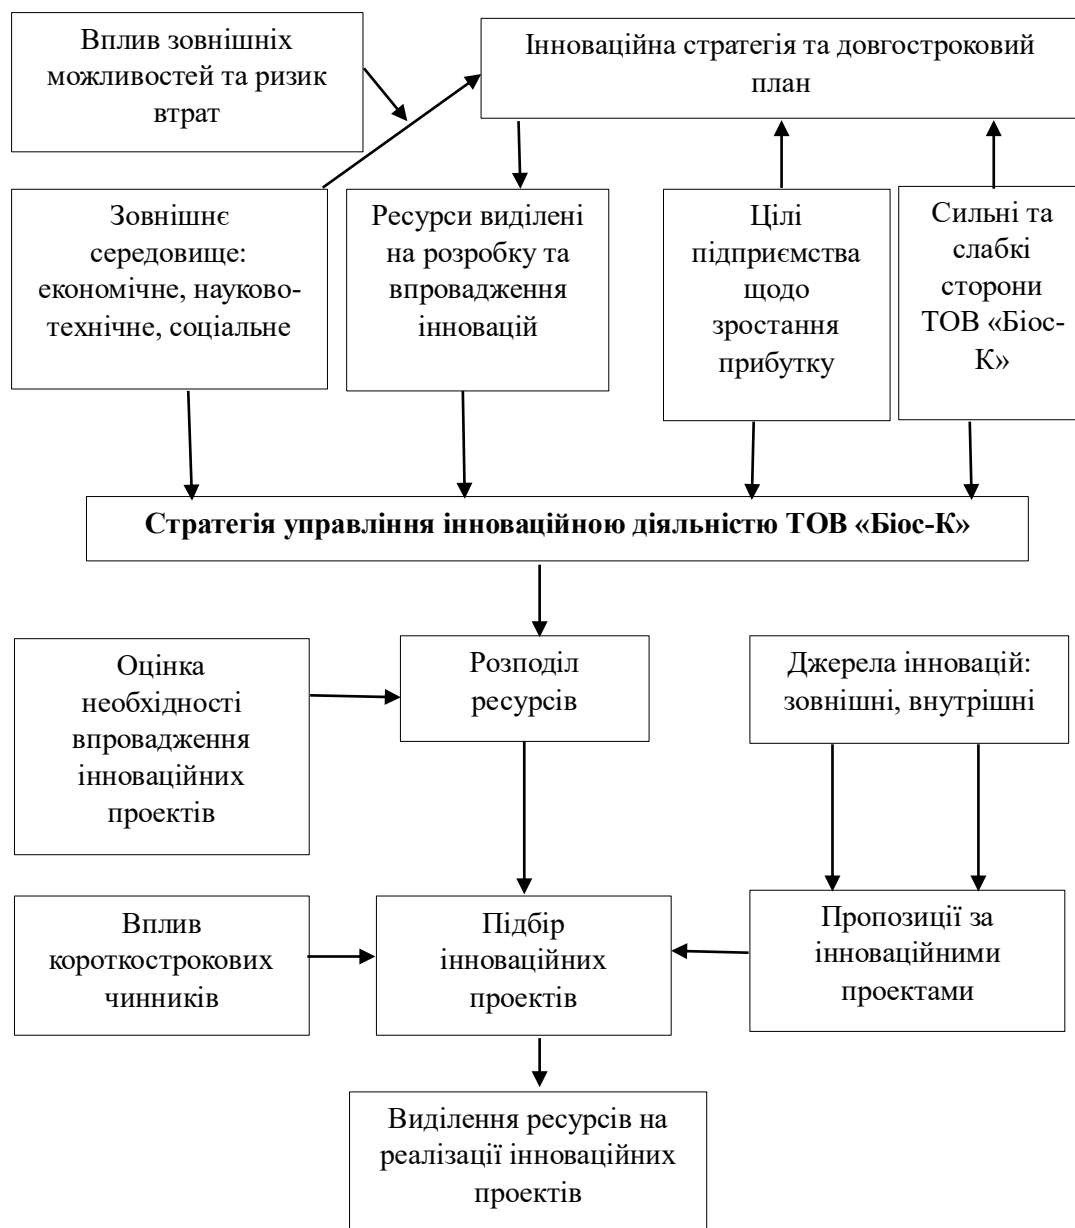 Вплив зовнішніх
можливостей та ризик
втрат
Інноваційна стратегія та довгостроковий
план
Зовнішнє
середовище:
економічне, науково-
технічне, соціальне
Ресурси виділені
на розробку та
впровадження
інновацій
Цілі
підприємства
щодо
зростання
прибутку
Сильні та
слабкі
сторони
ТОВ «Біос-
К»
Стратегія управління інноваційною діяльністю ТОВ «Біос-К»
Оцінка
необхідності
впровадження
інноваційних
проектів
Розподіл
ресурсів
Джерела інновацій:
зовнішні, внутрішні
Вплив
короткострокових
чинників
Підбір
інноваційних
проектів
Пропозиції за
інноваційними
проектами
Виділення ресурсів на
реалізації інноваційних
проектів